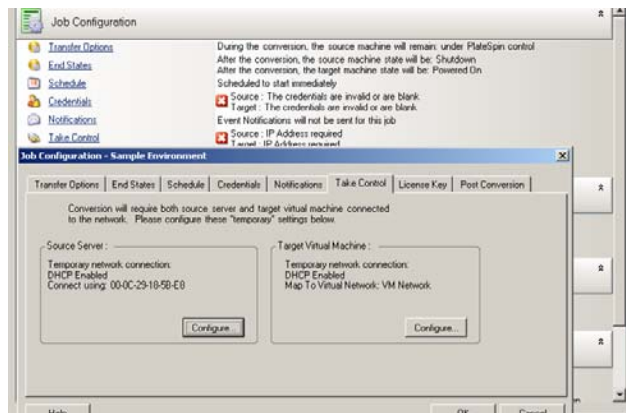 Job Configuration
Transfer Options During the conversion, the source machine will remain: under PlateSpin control
End States After the conversion, the source machine state will be: Shutdown
After the conversion, the target machine state will be: Powered On
Schedule Scheduled to start immediately
Credentials Source : The credentials are invalid or are blank
Target : The credentials are invalid or are blank
Notifications Event Notifications will not be sent for this job
Take Control Source : IP Address required
Target : IP Address required
Job Configuration - Sample Environment
Transfer Options End States Schedule Credentials Notifications Take Control License Key Post Conversion
Conversion will require both source server and target virtual machine connected
to the network. Please configure these "temporary" settings below.
Source Server : Target Virtual Machine :
Temporary network connection: Temporary network connection:
DHCP Enabled DHCP Enabled
Connect using: 00-0C-29-18-5B-E8 Map To Virtual Network: VM Network
Configure... Configure...
Help OK Cancel